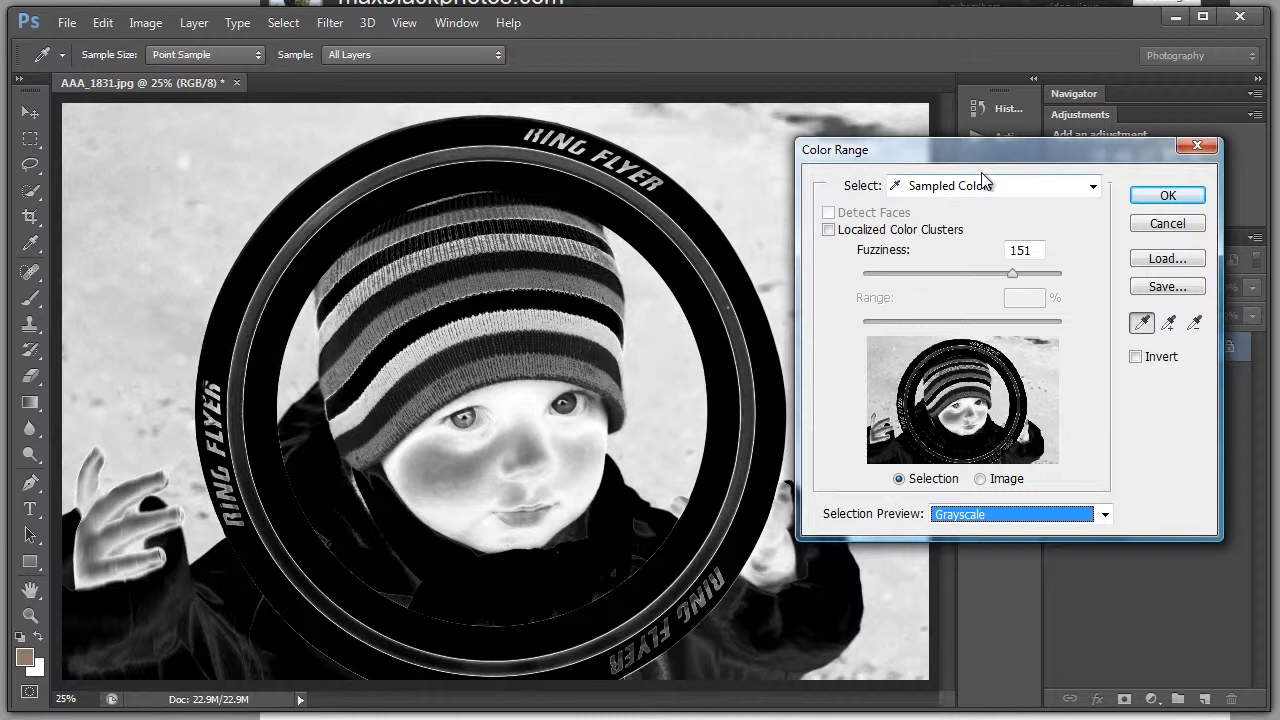 maxblackphotos.com
Ps File Edit Image Layer Type Select Filter 3D View Window Help
Sample Size: Point Sample Sample: All Layers Photography
AAA_1831.jpg @ 25% (RGB/8) * ×
Hist...
Navigator
Adjustments
Add an adjustment
RING FLYER
RING FLYER
RING FLYER
Color Range
Select: Sampled Colors
OK
Detect Faces
Cancel
Localized Color Clusters
Fuzziness: 151
Load...
Save...
Range: %
Invert
Selection Image
Selection Preview: Grayscale
25% Doc: 22.9M/22.9M